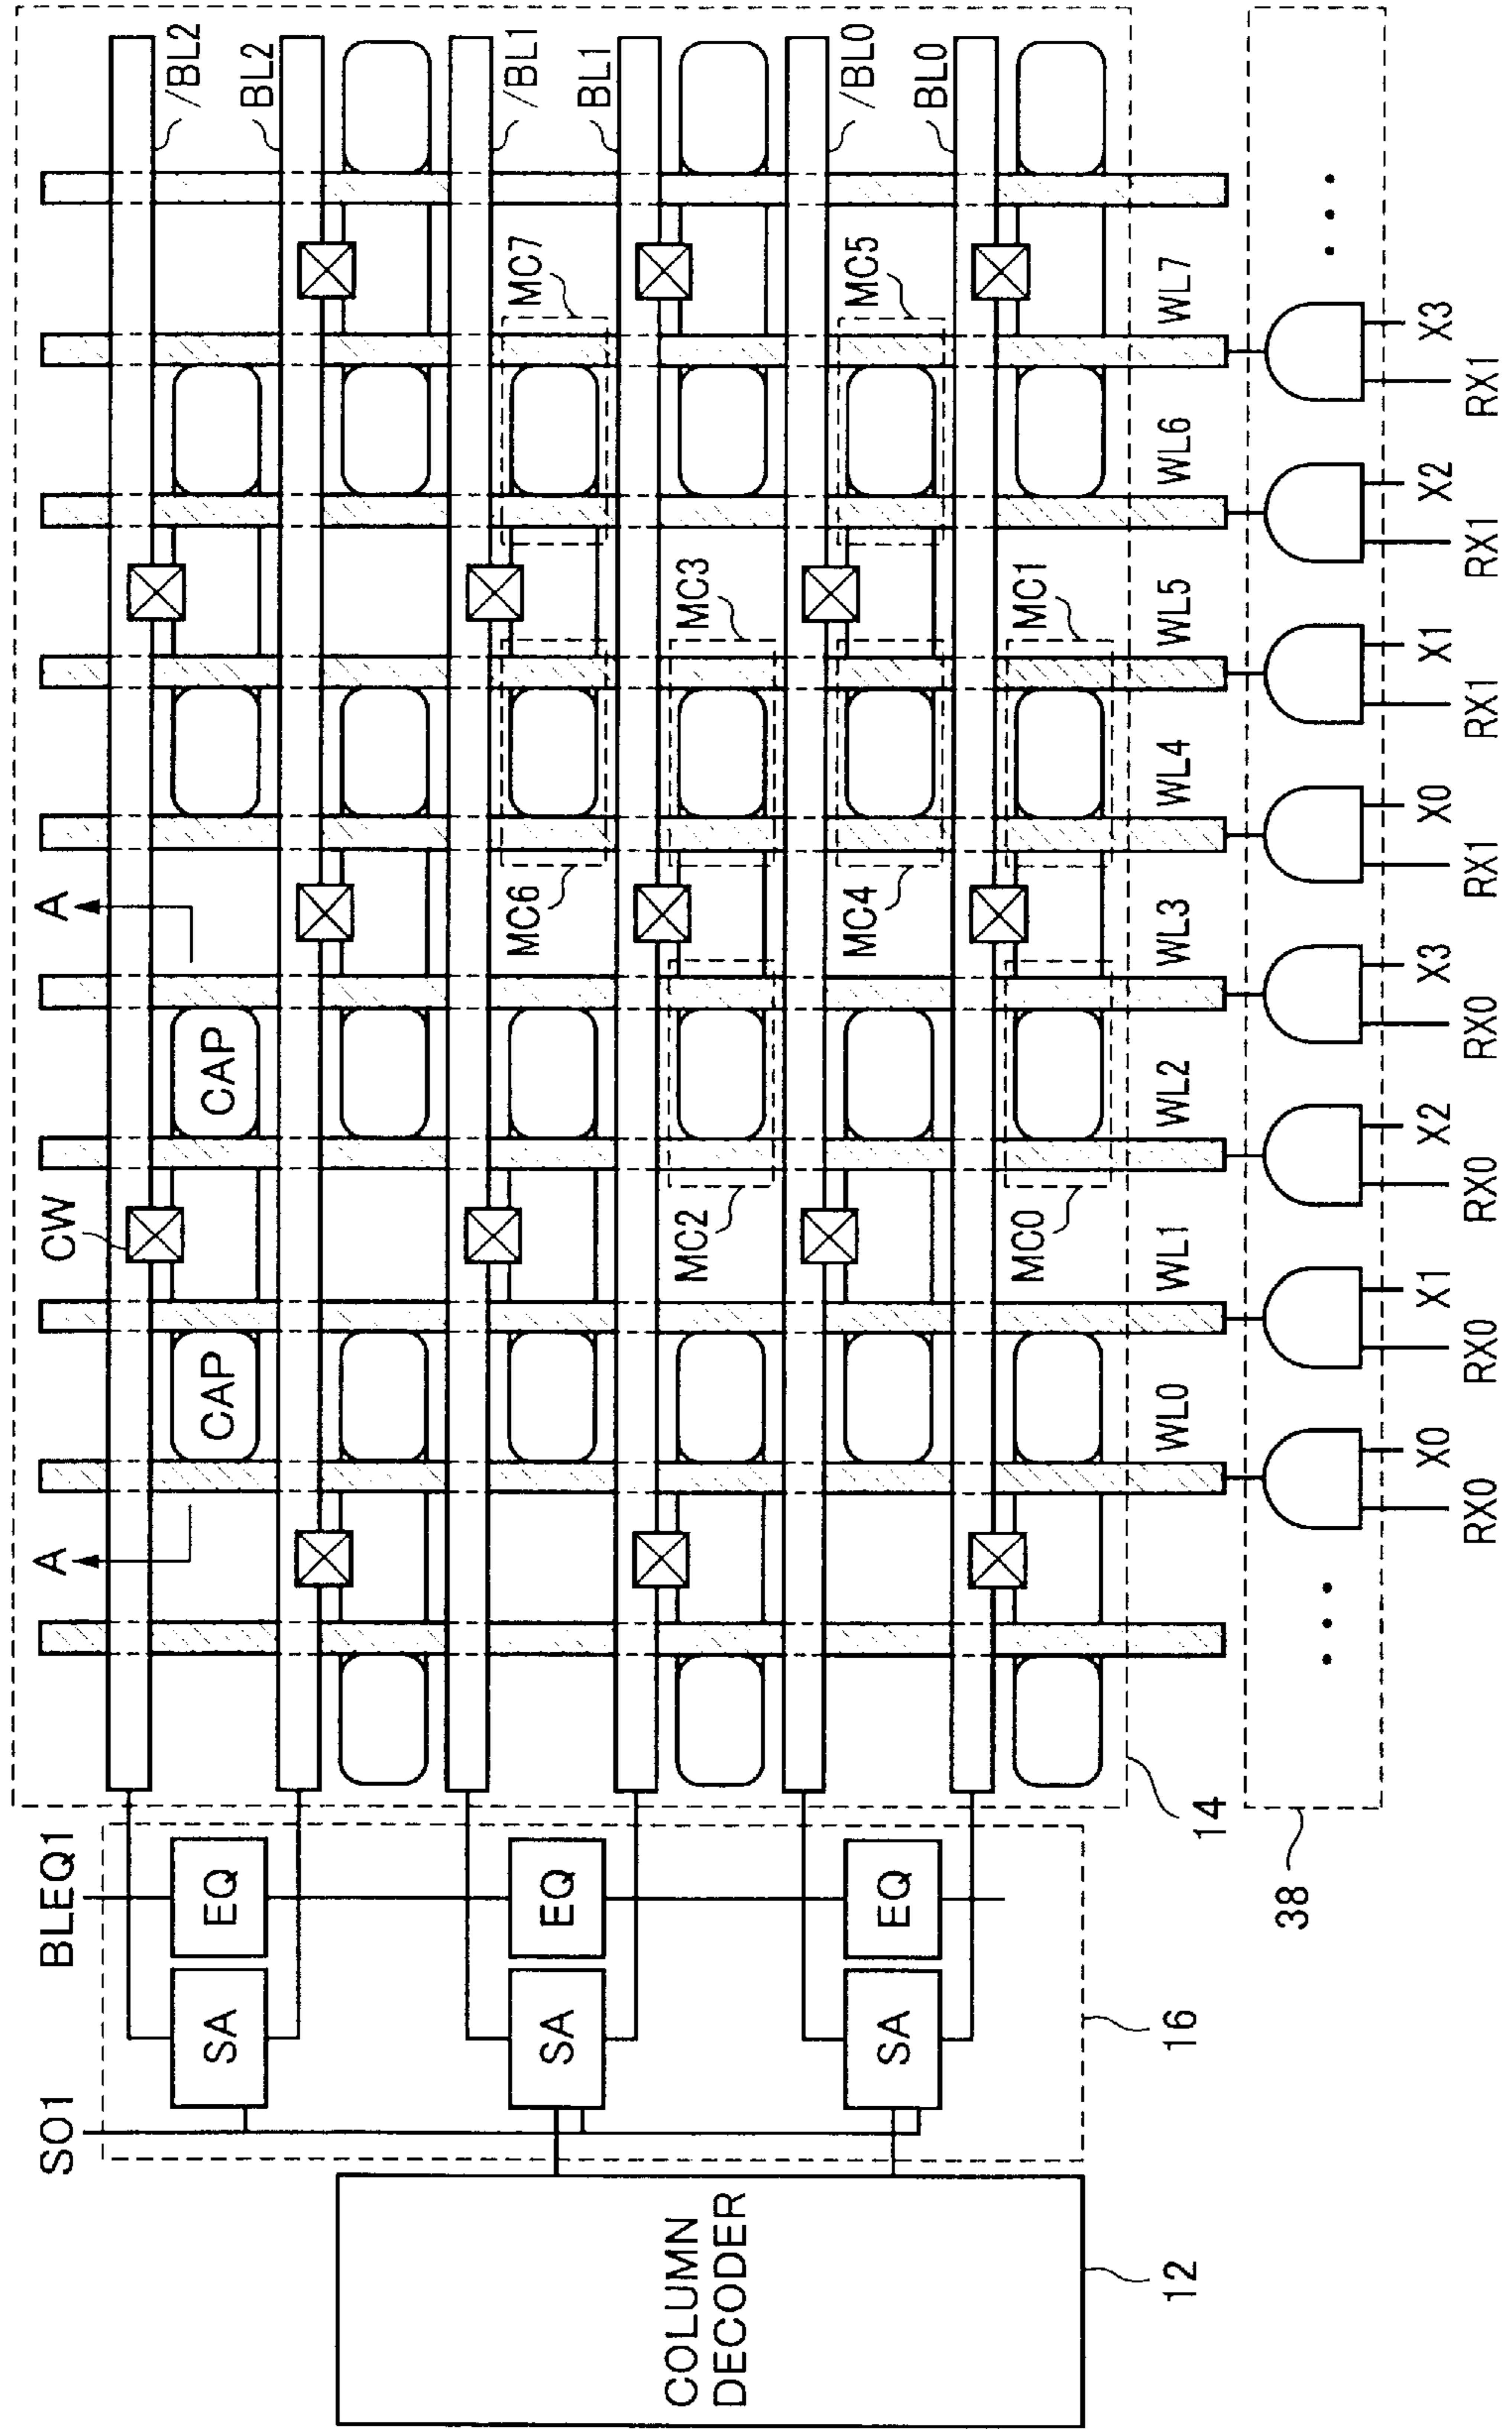 /BL2
BL2
/BL1
BL1
/BL0
BL0
MC7
MC5
MC3
MC1
MC6
MC4
MC2
MC0
A
A
CW
CAP
CAP
WL7
WL6
WL5
WL4
WL3
WL2
WL1
WL0
X3
RX1
X2
RX1
X1
RX1
X0
RX1
X3
RX0
X2
RX0
X1
RX0
X0
RX0
...
...
BLEQ1
EQ
EQ
EQ
SO1
SA
SA
SA
14
38
16
COLUMN
DECODER
12